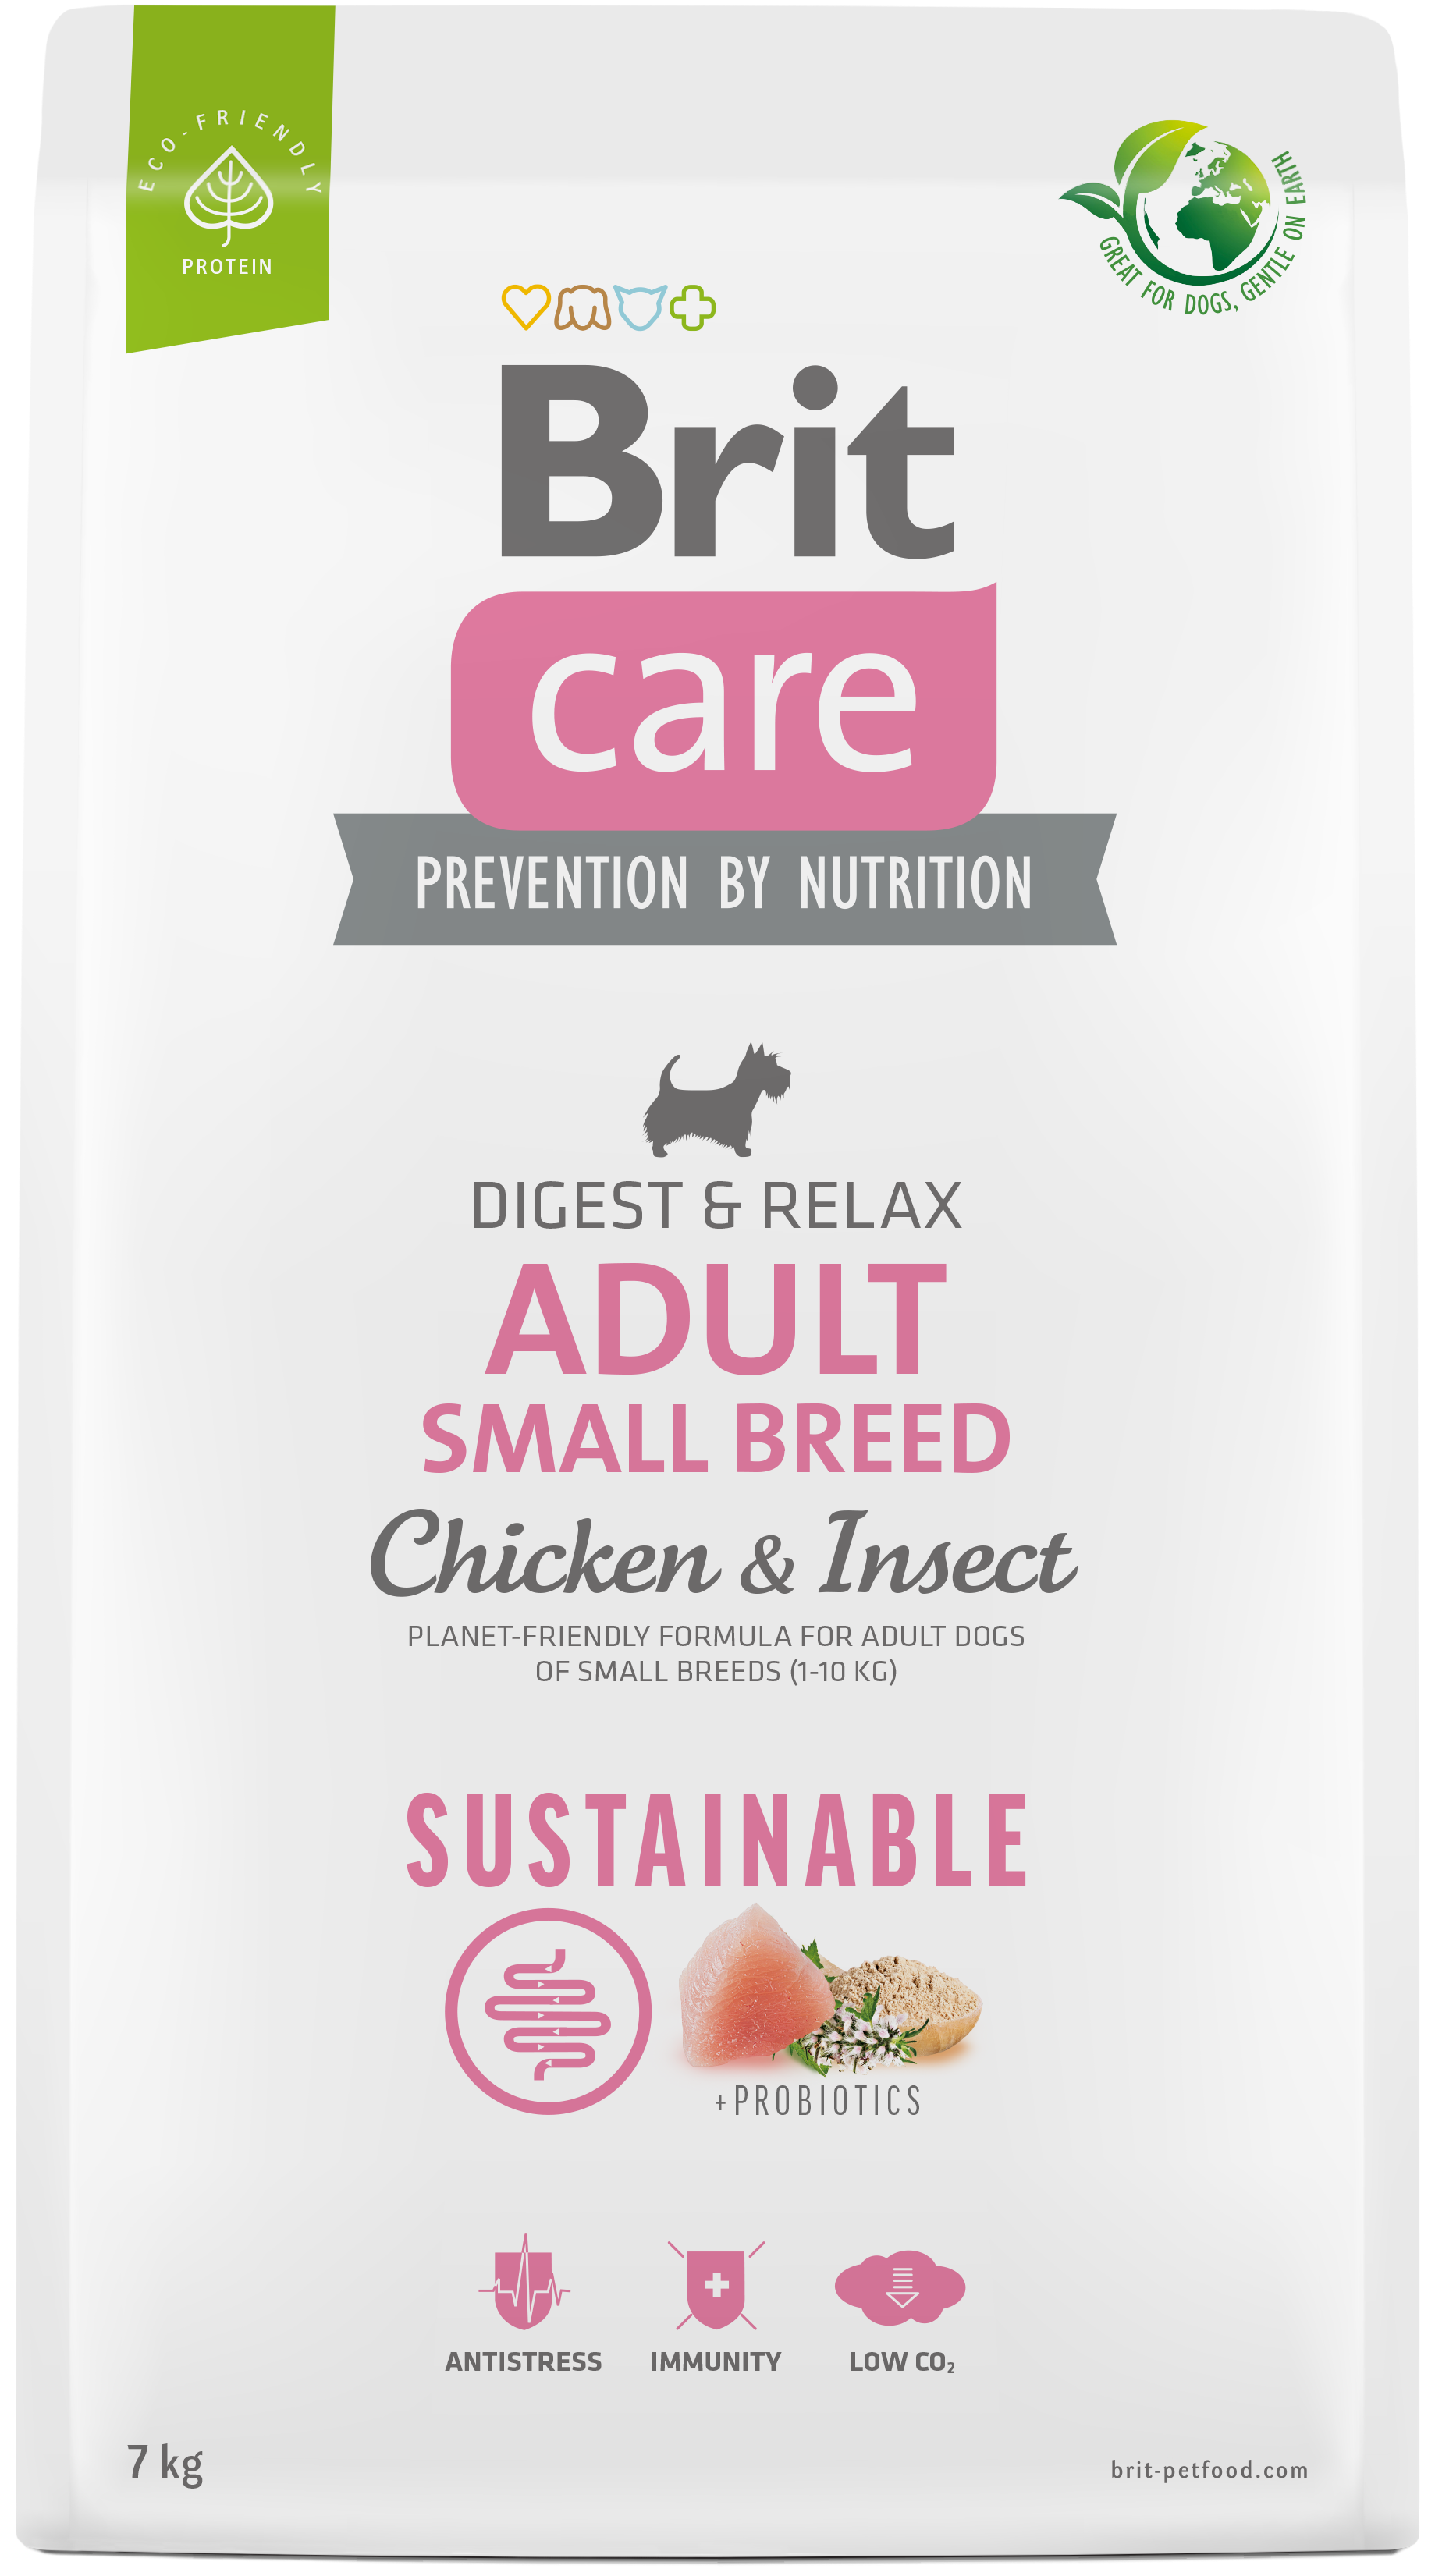 ECO-FRIENDLY
PROTEIN
GREAT FOR DOGS, GENTLE ON EARTH
Brit
care
PREVENTION BY NUTRITION
DIGEST & RELAX
ADULT
SMALL BREED
Chicken & Insect
PLANET-FRIENDLY FORMULA FOR ADULT DOGS
OF SMALL BREEDS (1-10 KG)
SUSTAINABLE
+PROBIOTICS
ANTISTRESS IMMUNITY LOW CO₂
7 kg
brit-petfood.com